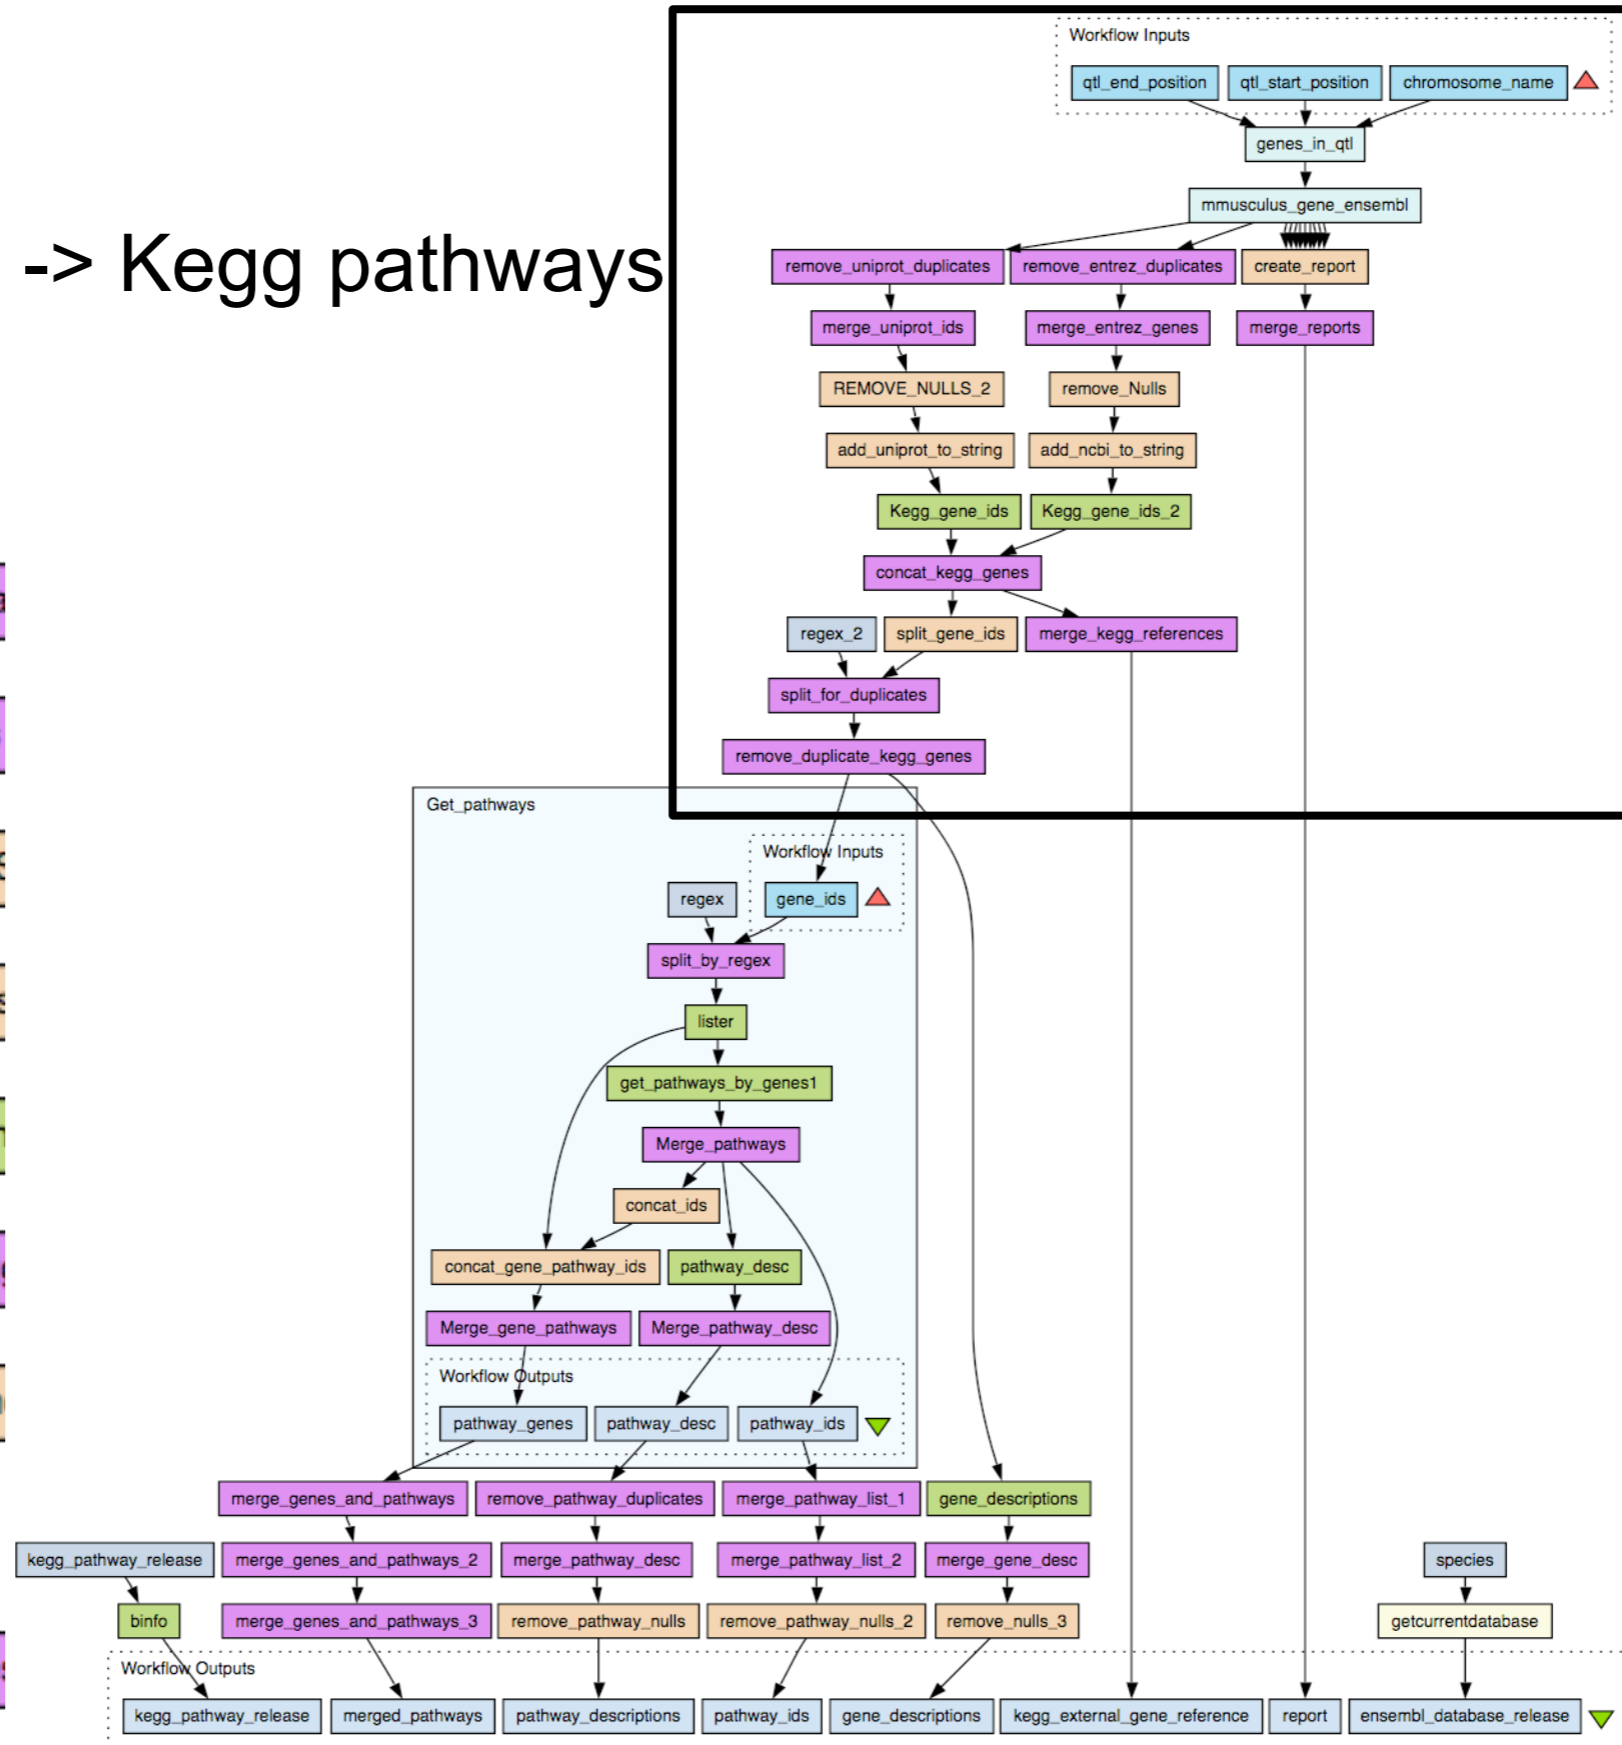 Workflow Inputs
qtl_end_position qtl_start_position chromosome_name
genes_in_qtl
mmusculus_gene_ensembl
-> Kegg pathways
remove_uniprot_duplicates remove_entrez_duplicates create_report
merge_uniprot_ids merge_entrez_genes merge_reports
REMOVE_NULLS_2 remove_Nulls
add_uniprot_to_string add_ncbi_to_string
Kegg_gene_ids Kegg_gene_ids_2
concat_kegg_genes
regex_2 split_gene_ids merge_kegg_references
split_for_duplicates
remove_duplicate_kegg_genes
Get_pathways
Workflow Inputs
regex gene_ids
split_by_regex
lister
get_pathways_by_genes1
Merge_pathways
concat_ids
concat_gene_pathway_ids pathway_desc
Merge_gene_pathways Merge_pathway_desc
Workflow Outputs
pathway_genes pathway_desc pathway_ids
merge_genes_and_pathways remove_pathway_duplicates merge_pathway_list_1 gene_descriptions
kegg_pathway_release merge_genes_and_pathways_2 merge_pathway_desc merge_pathway_list_2 merge_gene_desc species
binfo merge_genes_and_pathways_3 remove_pathway_nulls remove_pathway_nulls_2 remove_nulls_3 getcurrentdatabase
Workflow Outputs
kegg_pathway_release merged_pathways pathway_descriptions pathway_ids gene_descriptions kegg_external_gene_reference report ensembl_database_release